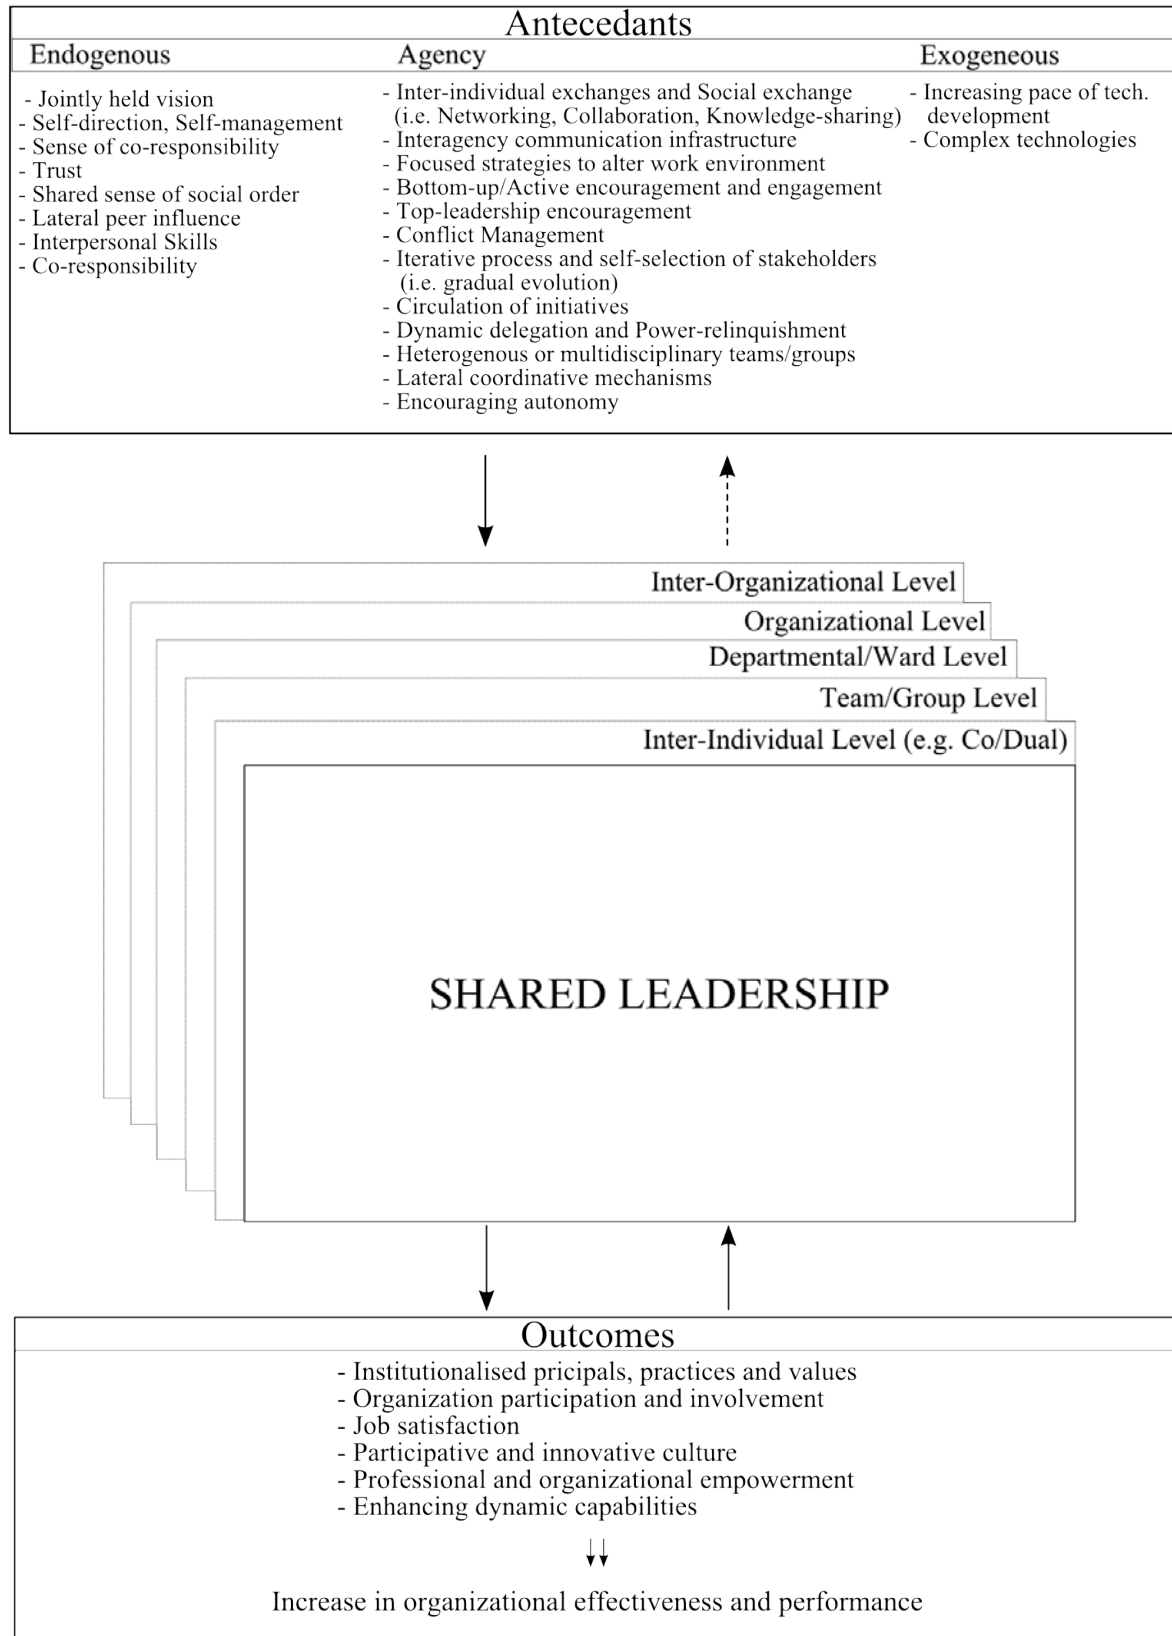 Antecedants
Endogenous
- Jointly held vision
- Self-direction, Self-management
- Sense of co-responsibility
- Trust
- Shared sense of social order
- Lateral peer influence
- Interpersonal Skills
- Co-responsibility
Agency
- Inter-individual exchanges and Social exchange
(i.e. Networking, Collaboration, Knowledge-sharing)
- Interagency communication infrastructure
- Focused strategies to alter work environment
- Bottom-up/Active encouragement and engagement
- Top-leadership encouragement
- Conflict Management
- Iterative process and self-selection of stakeholders
(i.e. gradual evolution)
- Circulation of initiatives
- Dynamic delegation and Power-relinquishment
- Heterogenous or multidisciplinary teams/groups
- Lateral coordinative mechanisms
- Encouraging autonomy
Exogeneous
- Increasing pace of tech.
development
- Complex technologies
Inter-Organizational Level
Organizational Level
Departmental/Ward Level
Team/Group Level
Inter-Individual Level (e.g. Co/Dual)
SHARED LEADERSHIP
Outcomes
- Institutionalised pricipals, practices and values
- Organization participation and involvement
- Job satisfaction
- Participative and innovative culture
- Professional and organizational empowerment
- Enhancing dynamic capabilities
Increase in organizational effectiveness and performance